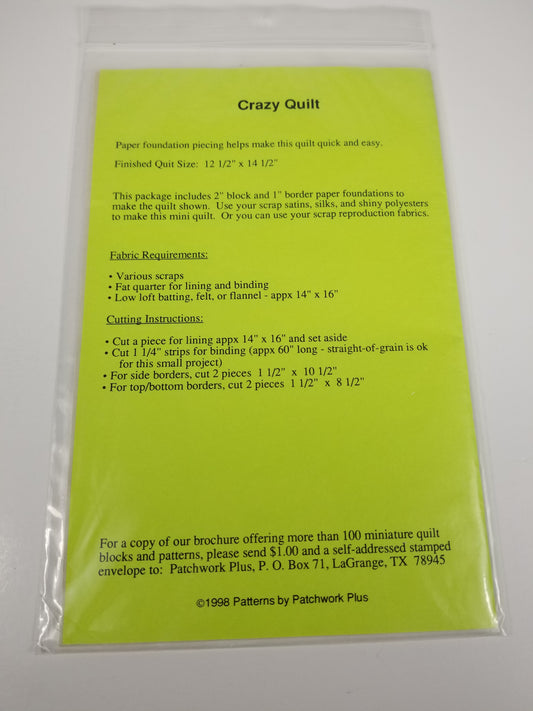 Crazy Quilt
Paper foundation piecing helps make this quilt quick and easy.
Finished Quit Size: 12 1/2" x 14 1/2"
This package includes 2" block and 1" border paper foundations to
make the quilt shown. Use your scrap satins, silks, and shiny polyesters
to make this mini quilt. Or you can use your scrap reproduction fabrics.
Fabric Requirements:
• Various scraps
• Fat quarter for lining and binding
• Low loft batting, felt, or flannel - appx 14" x 16"
Cutting Instructions:
• Cut a piece for lining appx 14" x 16" and set aside
• Cut 1 1/4" strips for binding (appx 60" long - straight-of-grain is ok
for this small project)
• For side borders, cut 2 pieces 1 1/2" x 10 1/2"
• For top/bottom borders, cut 2 pieces 1 1/2" x 8 1/2"
For a copy of our brochure offering more than 100 miniature quilt
blocks and patterns, please send $1.00 and a self-addressed stamped
envelope to: Patchwork Plus, P. O. Box 71, LaGrange, TX 78945
©1998 Patterns by Patchwork Plus